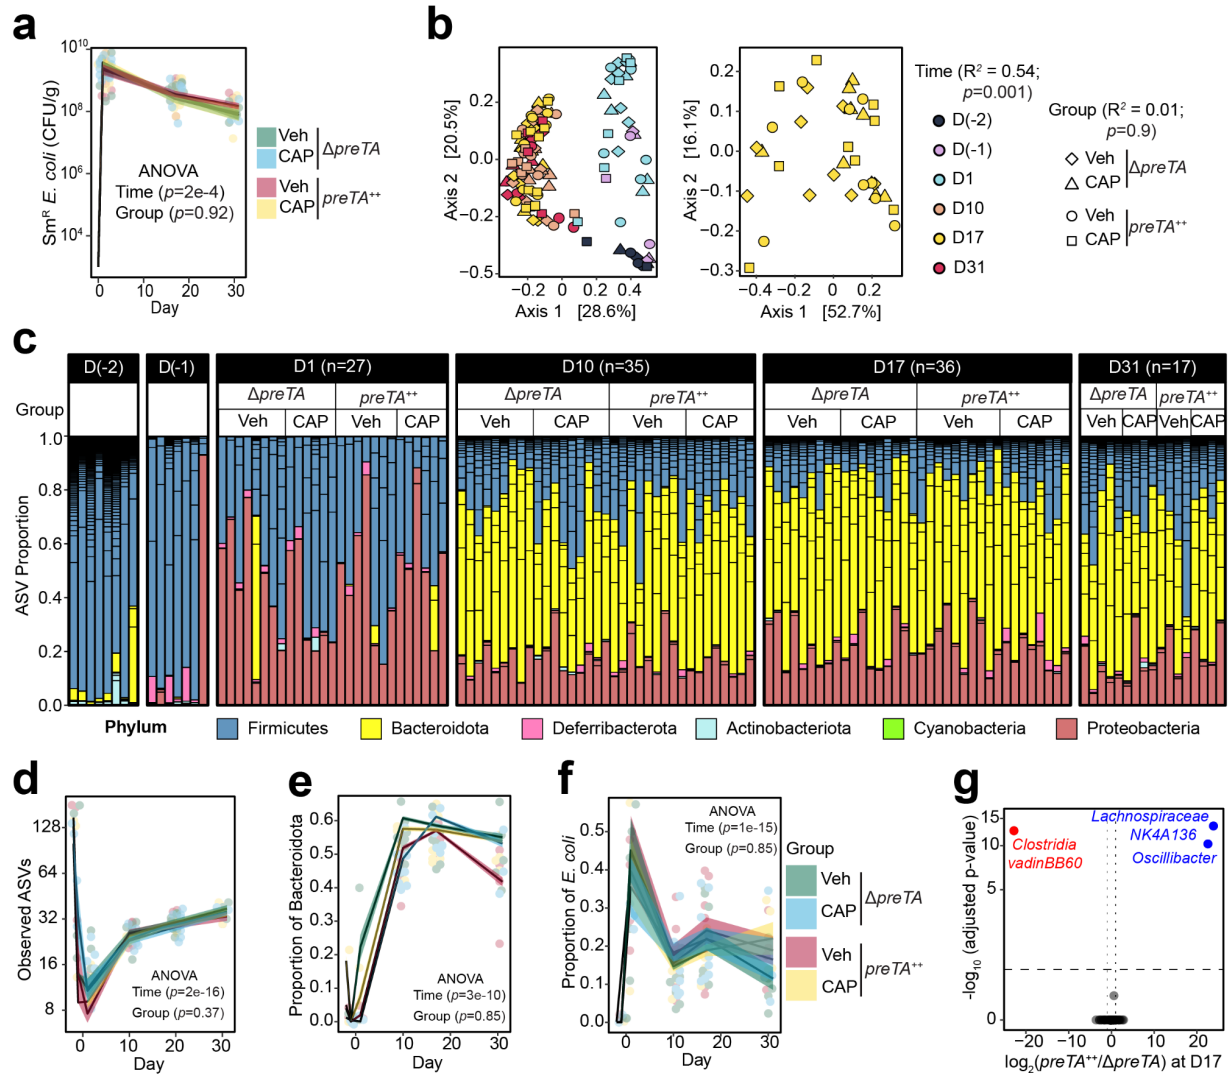 a
10¹⁰
10⁸
10⁶
10⁴
Smᴿ E. coli (CFU/g)
ANOVA
Time (p=2e-4)
Group (p=0.92)
0 10 20 30
Day
Veh
CAP
ΔpreTA
Veh
CAP
preTA⁺⁺
b
0.2
0.0
−0.2
−0.5
Axis 2 [20.5%]
−0.2 0 0.2 0.4
Axis 1 [28.6%]
0.2
0.1
0.0
−0.1
−0.2
−0.3
[16.1%]
Axis 2
−0.4 −0.2 0 0.2
Axis 1 [52.7%]
Time (R² = 0.54;
p=0.001)
D(-2)
D(-1)
D1
D10
D17
D31
Group (R² = 0.01;
p=0.9)
Veh
CAP
ΔpreTA
Veh
CAP
preTA⁺⁺
c
D(-2) D(-1) D1 (n=27) D10 (n=35) D17 (n=36) D31 (n=17)
Group
ΔpreTA preTA⁺⁺ ΔpreTA preTA⁺⁺ ΔpreTA preTA⁺⁺ ΔpreTA preTA⁺⁺
Veh CAP Veh CAP Veh CAP Veh CAP Veh CAP Veh CAP Veh CAP Veh CAP
1.0
0.8
0.6
0.4
0.2
0.0
ASV Proportion
Phylum
Firmicutes Bacteroidota Deferribacterota Actinobacteriota Cyanobacteria Proteobacteria
d
128
64
32
16
8
Observed ASVs
ANOVA
Time (p=2e-16)
Group (p=0.37)
0 10 20 30
Day
e
0.6
0.5
0.4
0.3
0.2
0.1
0.0
Proportion of Bacteroidota
ANOVA
Time (p=3e-10)
Group (p=0.85)
0 10 20 30
Day
f
0.5
0.4
0.3
0.2
0.1
0.0
Proportion of E. coli
ANOVA
Time (p=1e-15)
Group (p=0.85)
0 10 20 30
Day
Group
Veh
CAP
ΔpreTA
Veh
CAP
preTA⁺⁺
g
15
10
5
0
-log₁₀ (adjusted p-value)
Lachnospiraceae
NK4A136
Oscillibacter
Clostridia
vadinBB60
−20 −10 0 10 20
log₂(preTA⁺⁺/ΔpreTA) at D17